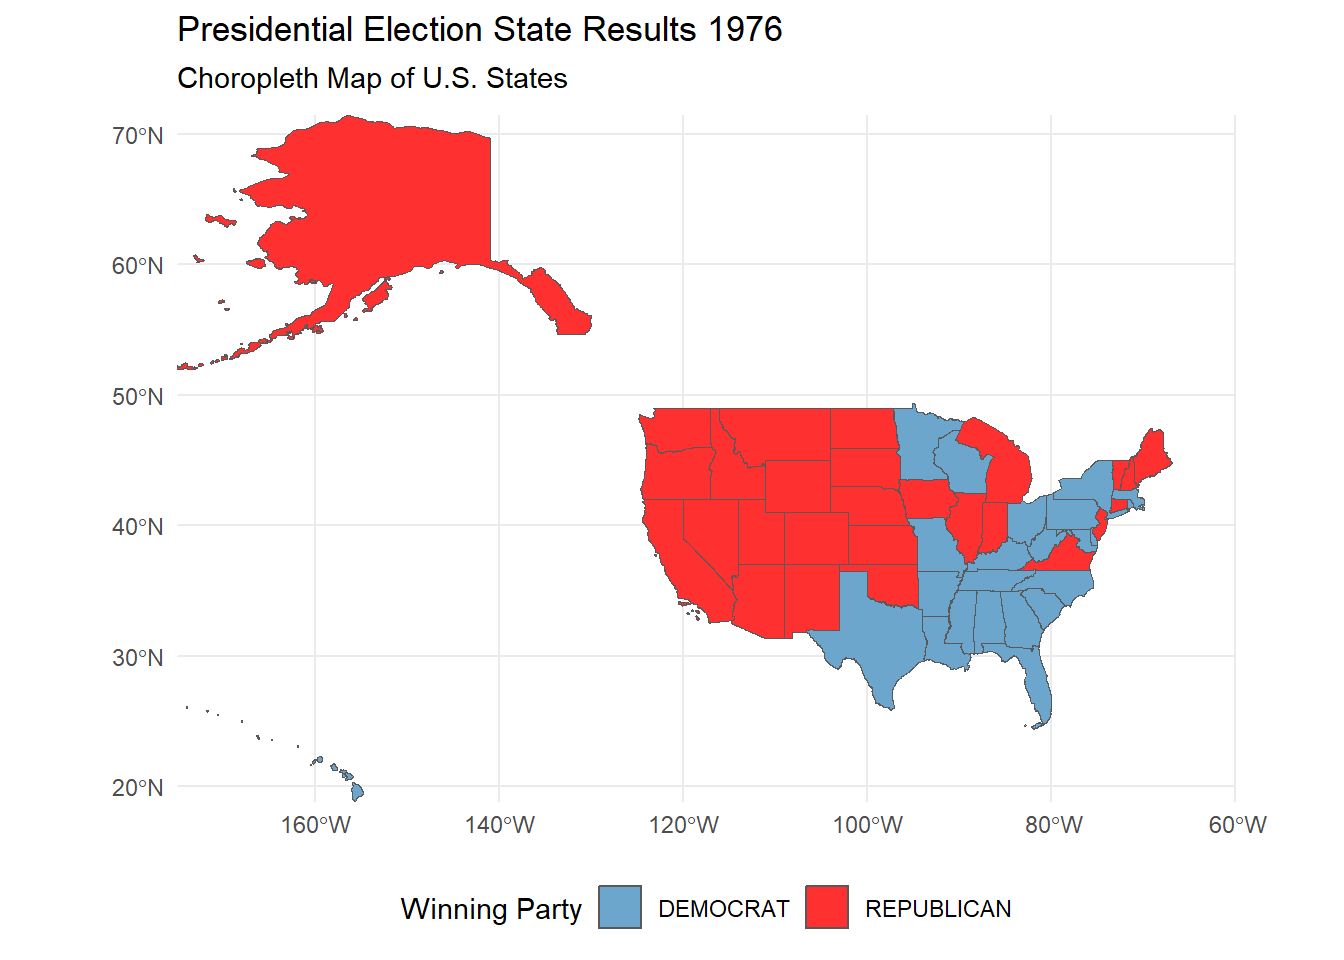 Presidential Election State Results 1976
Choropleth Map of U.S. States
70°N
60°N
50°N
40°N
30°N
20°N
160°W 140°W 120°W 100°W 80°W 60°W
Winning Party DEMOCRAT REPUBLICAN